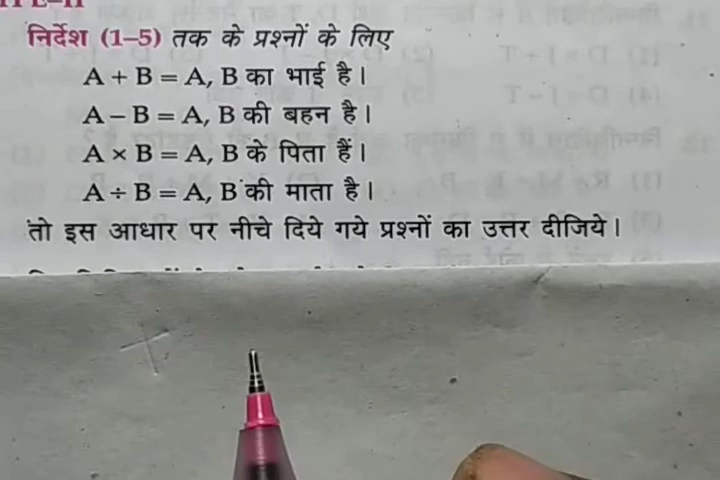 निर्देश (1–5) तक के प्रश्नों के लिए
A + B = A, B का भाई है।
A – B = A, B की बहन है।
A × B = A, B के पिता हैं।
A ÷ B = A, B की माता है।
तो इस आधार पर नीचे दिये गये प्रश्नों का उत्तर दीजिये।